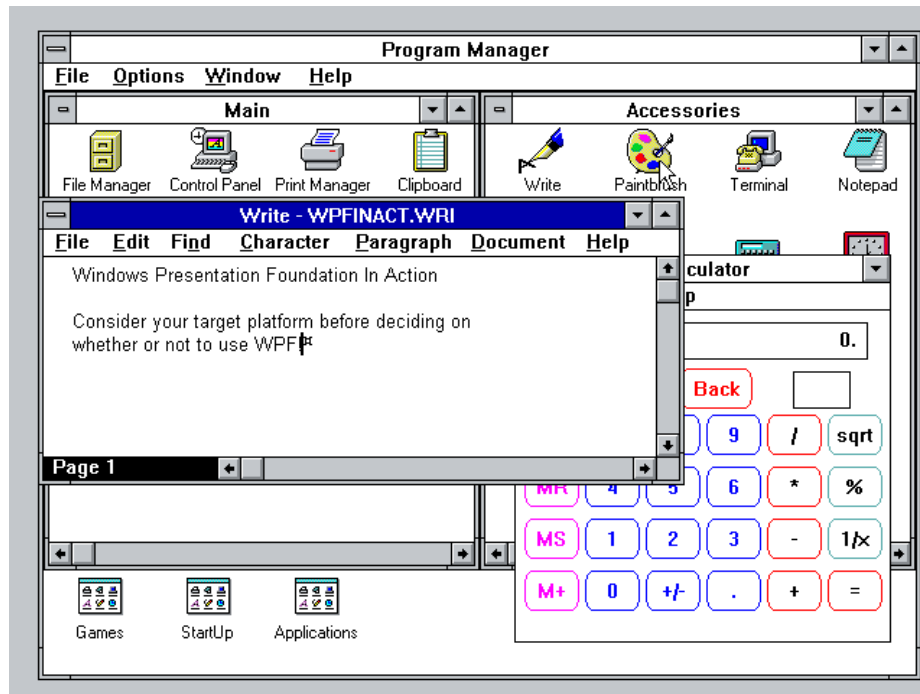 Program Manager
File Options Window Help
Main
Accessories
File Manager Control Panel Print Manager Clipboard
Write Paintbrush Terminal Notepad
Write - WPFINACT.WRI
File Edit Find Character Paragraph Document Help
Windows Presentation Foundation In Action
Consider your target platform before deciding on
whether or not to use WPF!
Page 1
culator
p
0.
Back
9 / sqrt
MR 4 5 6 * %
MS 1 2 3 - 1/x
M+ 0 +/- . + =
Games StartUp Applications